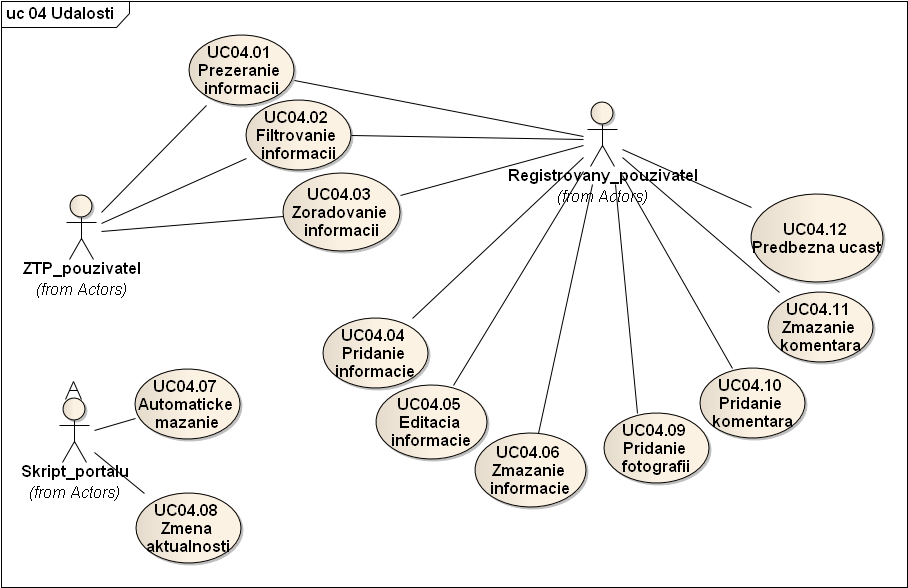 uc 04 Udalosti
UC04.01
Prezeranie
informacii
UC04.02
Filtrovanie
informacii
UC04.03
Zoradovanie
informacii
Registrovany_pouzivatel
(from Actors)
ZTP_pouzivatel
(from Actors)
UC04.12
Predbezna ucast
UC04.11
Zmazanie
komentara
UC04.04
Pridanie
informacie
UC04.05
Editacia
informacie
UC04.06
Zmazanie
informacie
UC04.09
Pridanie
fotografii
UC04.10
Pridanie
komentara
UC04.07
Automaticke
mazanie
Skript_portalu
(from Actors)
UC04.08
Zmena
aktualnosti